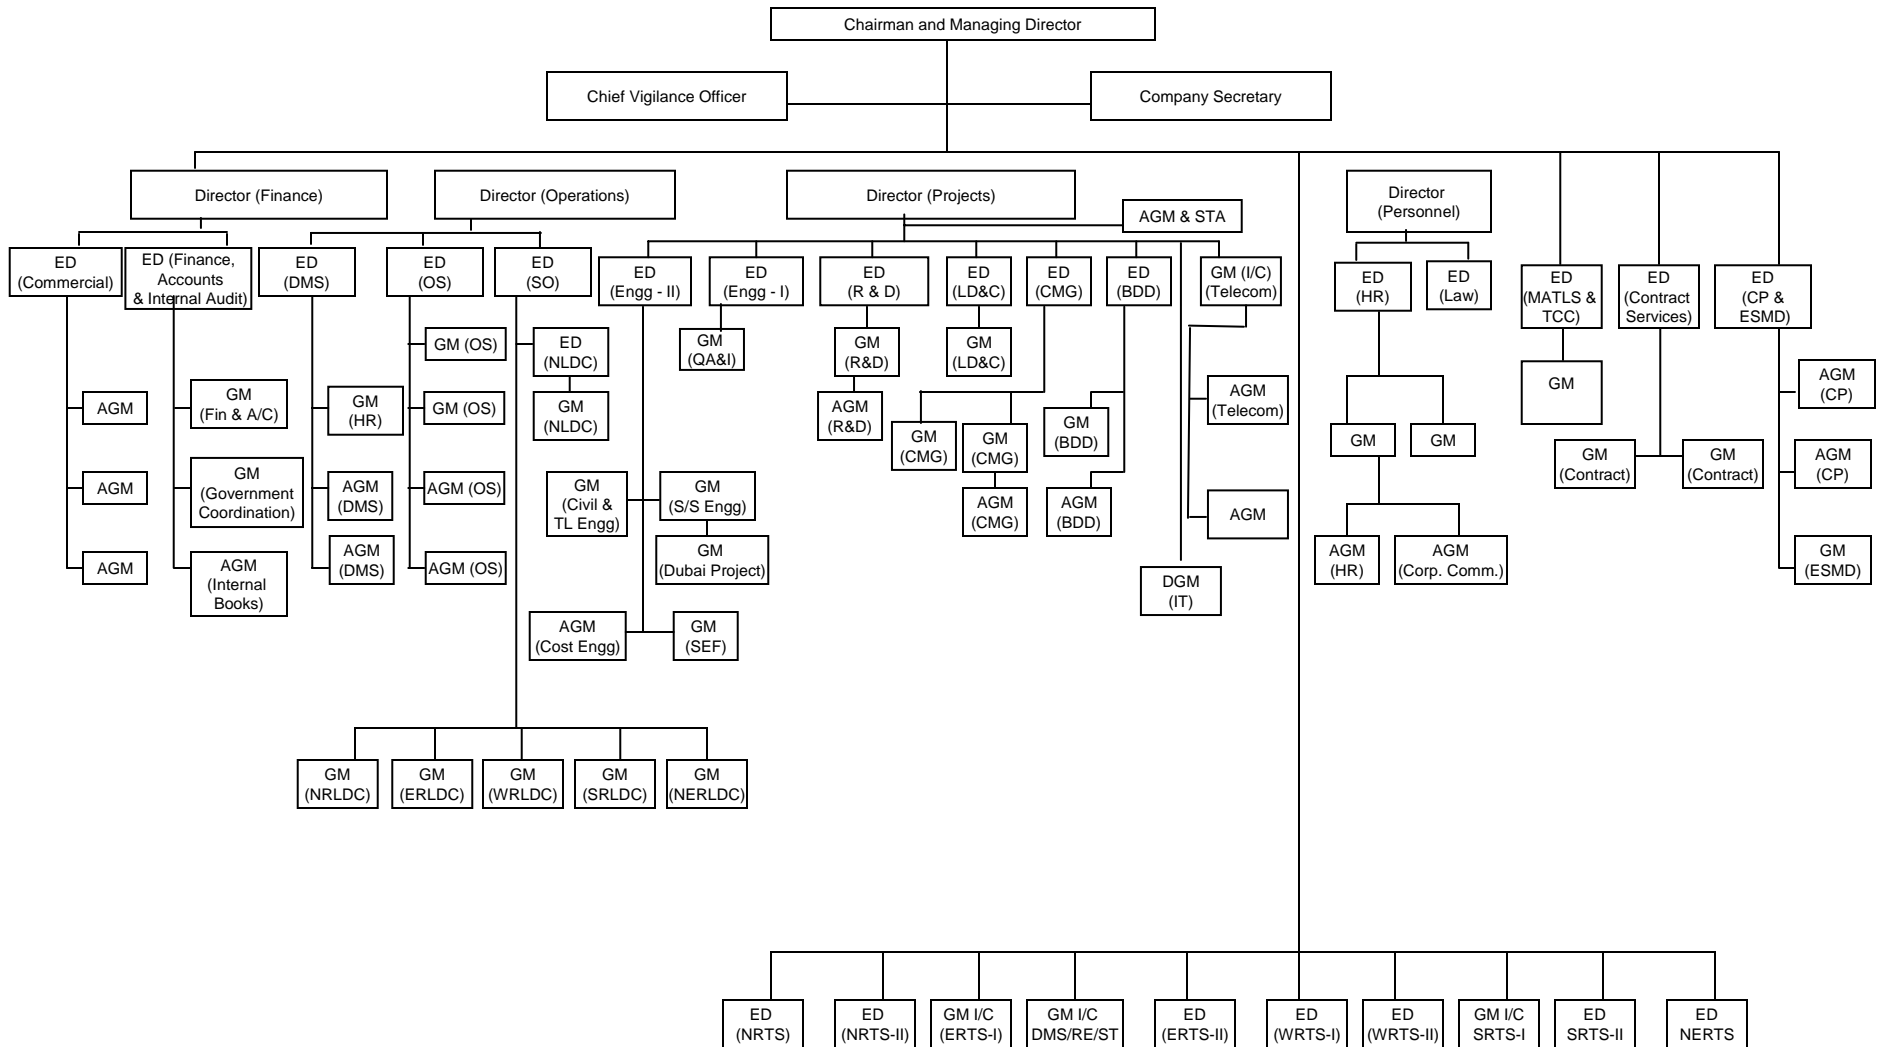 Chairman and Managing Director
Chief Vigilance Officer
Company Secretary
Director (Finance)
Director (Operations)
Director (Projects)
AGM & STA
Director
(Personnel)
ED
(Commercial)
ED (Finance,
Accounts
& Internal Audit)
ED
(DMS)
ED
(OS)
ED
(SO)
ED
(Engg - II)
ED
(Engg - I)
ED
(R & D)
ED
(LD&C)
ED
(CMG)
ED
(BDD)
GM (I/C)
(Telecom)
ED
(HR)
ED
(Law)
ED
(MATLS &
TCC)
ED
(Contract
Services)
ED
(CP &
ESMD)
GM (OS)
ED
(NLDC)
GM
(QA&I)
GM
(R&D)
GM
(LD&C)
GM
AGM
(CP)
AGM
GM
(Fin & A/C)
GM
(HR)
GM (OS)
GM
(NLDC)
AGM
(R&D)
GM
(CMG)
GM
(CMG)
GM
(BDD)
AGM
(Telecom)
GM
GM
GM
(Contract)
GM
(Contract)
AGM
(CP)
AGM
GM
(Government
Coordination)
AGM
(DMS)
AGM (OS)
GM
(Civil &
TL Engg)
GM
(S/S Engg)
AGM
(CMG)
AGM
(BDD)
AGM
AGM
AGM
(Internal
Books)
AGM
(DMS)
AGM (OS)
GM
(Dubai Project)
DGM
(IT)
AGM
(HR)
AGM
(Corp. Comm.)
GM
(ESMD)
AGM
(Cost Engg)
GM
(SEF)
GM
(NRLDC)
GM
(ERLDC)
GM
(WRLDC)
GM
(SRLDC)
GM
(NERLDC)
ED
(NRTS)
ED
(NRTS-II)
GM I/C
(ERTS-I)
GM I/C
DMS/RE/ST
ED
(ERTS-II)
ED
(WRTS-I)
ED
(WRTS-II)
GM I/C
SRTS-I
ED
SRTS-II
ED
NERTS